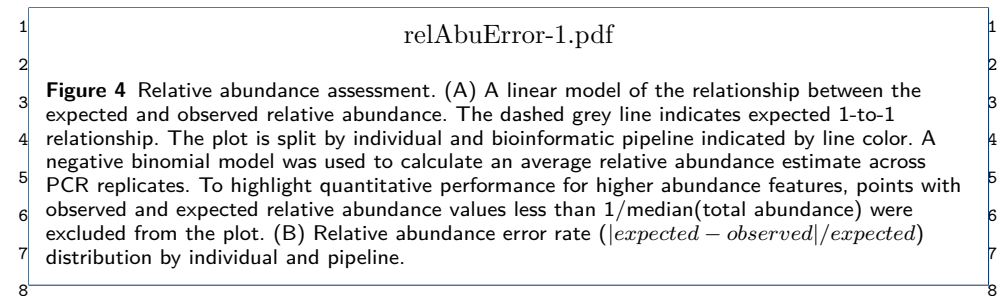 relAbuError-1.pdf
Figure 4 Relative abundance assessment. (A) A linear model of the relationship between the
expected and observed relative abundance. The dashed grey line indicates expected 1-to-1
relationship. The plot is split by individual and bioinformatic pipeline indicated by line color. A
negative binomial model was used to calculate an average relative abundance estimate across
PCR replicates. To highlight quantitative performance for higher abundance features, points with
observed and expected relative abundance values less than 1/median(total abundance) were
excluded from the plot. (B) Relative abundance error rate (|expected − observed|/expected)
distribution by individual and pipeline.
1 1
2 2
3 3
4 4
5 5
6 6
7 7
8 8